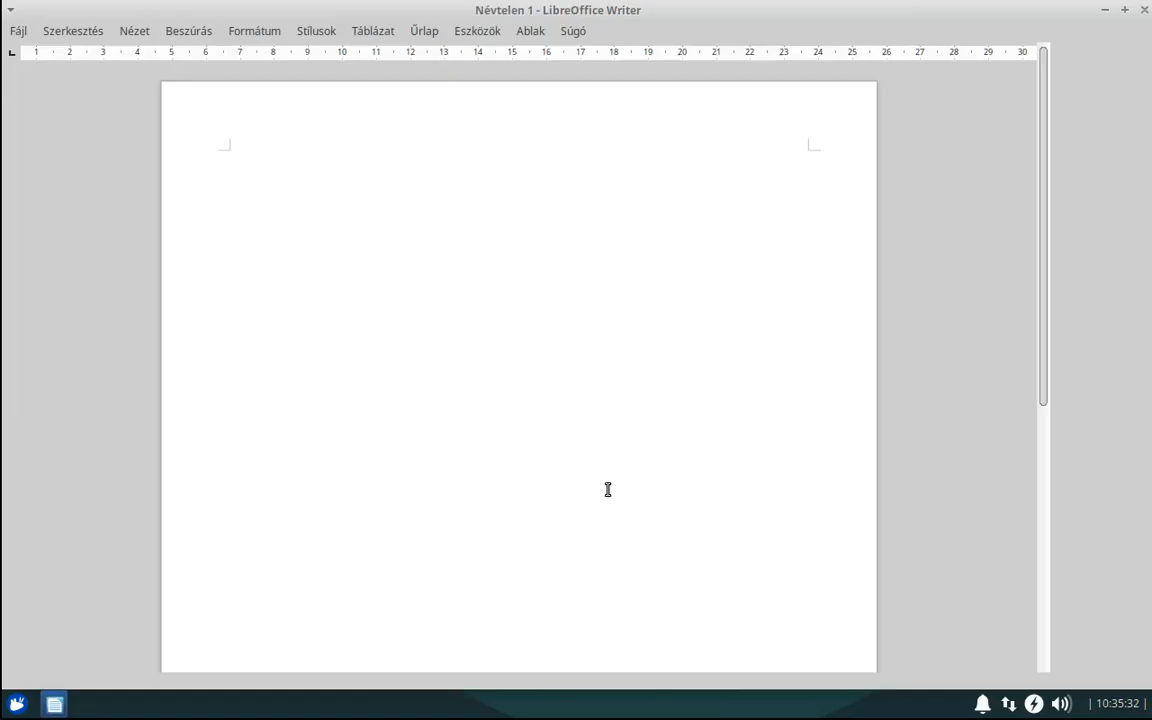 Névtelen 1 - LibreOffice Writer
Fájl Szerkesztés Nézet Beszúrás Formátum Stílusok Táblázat Űrlap Eszközök Ablak Súgó
1 2 3 4 5 6 7 8 9 10 11 12 13 14 15 16 17 18 19 20 21 22 23 24 25 26 27 28 29 30
| 10:35:32 |